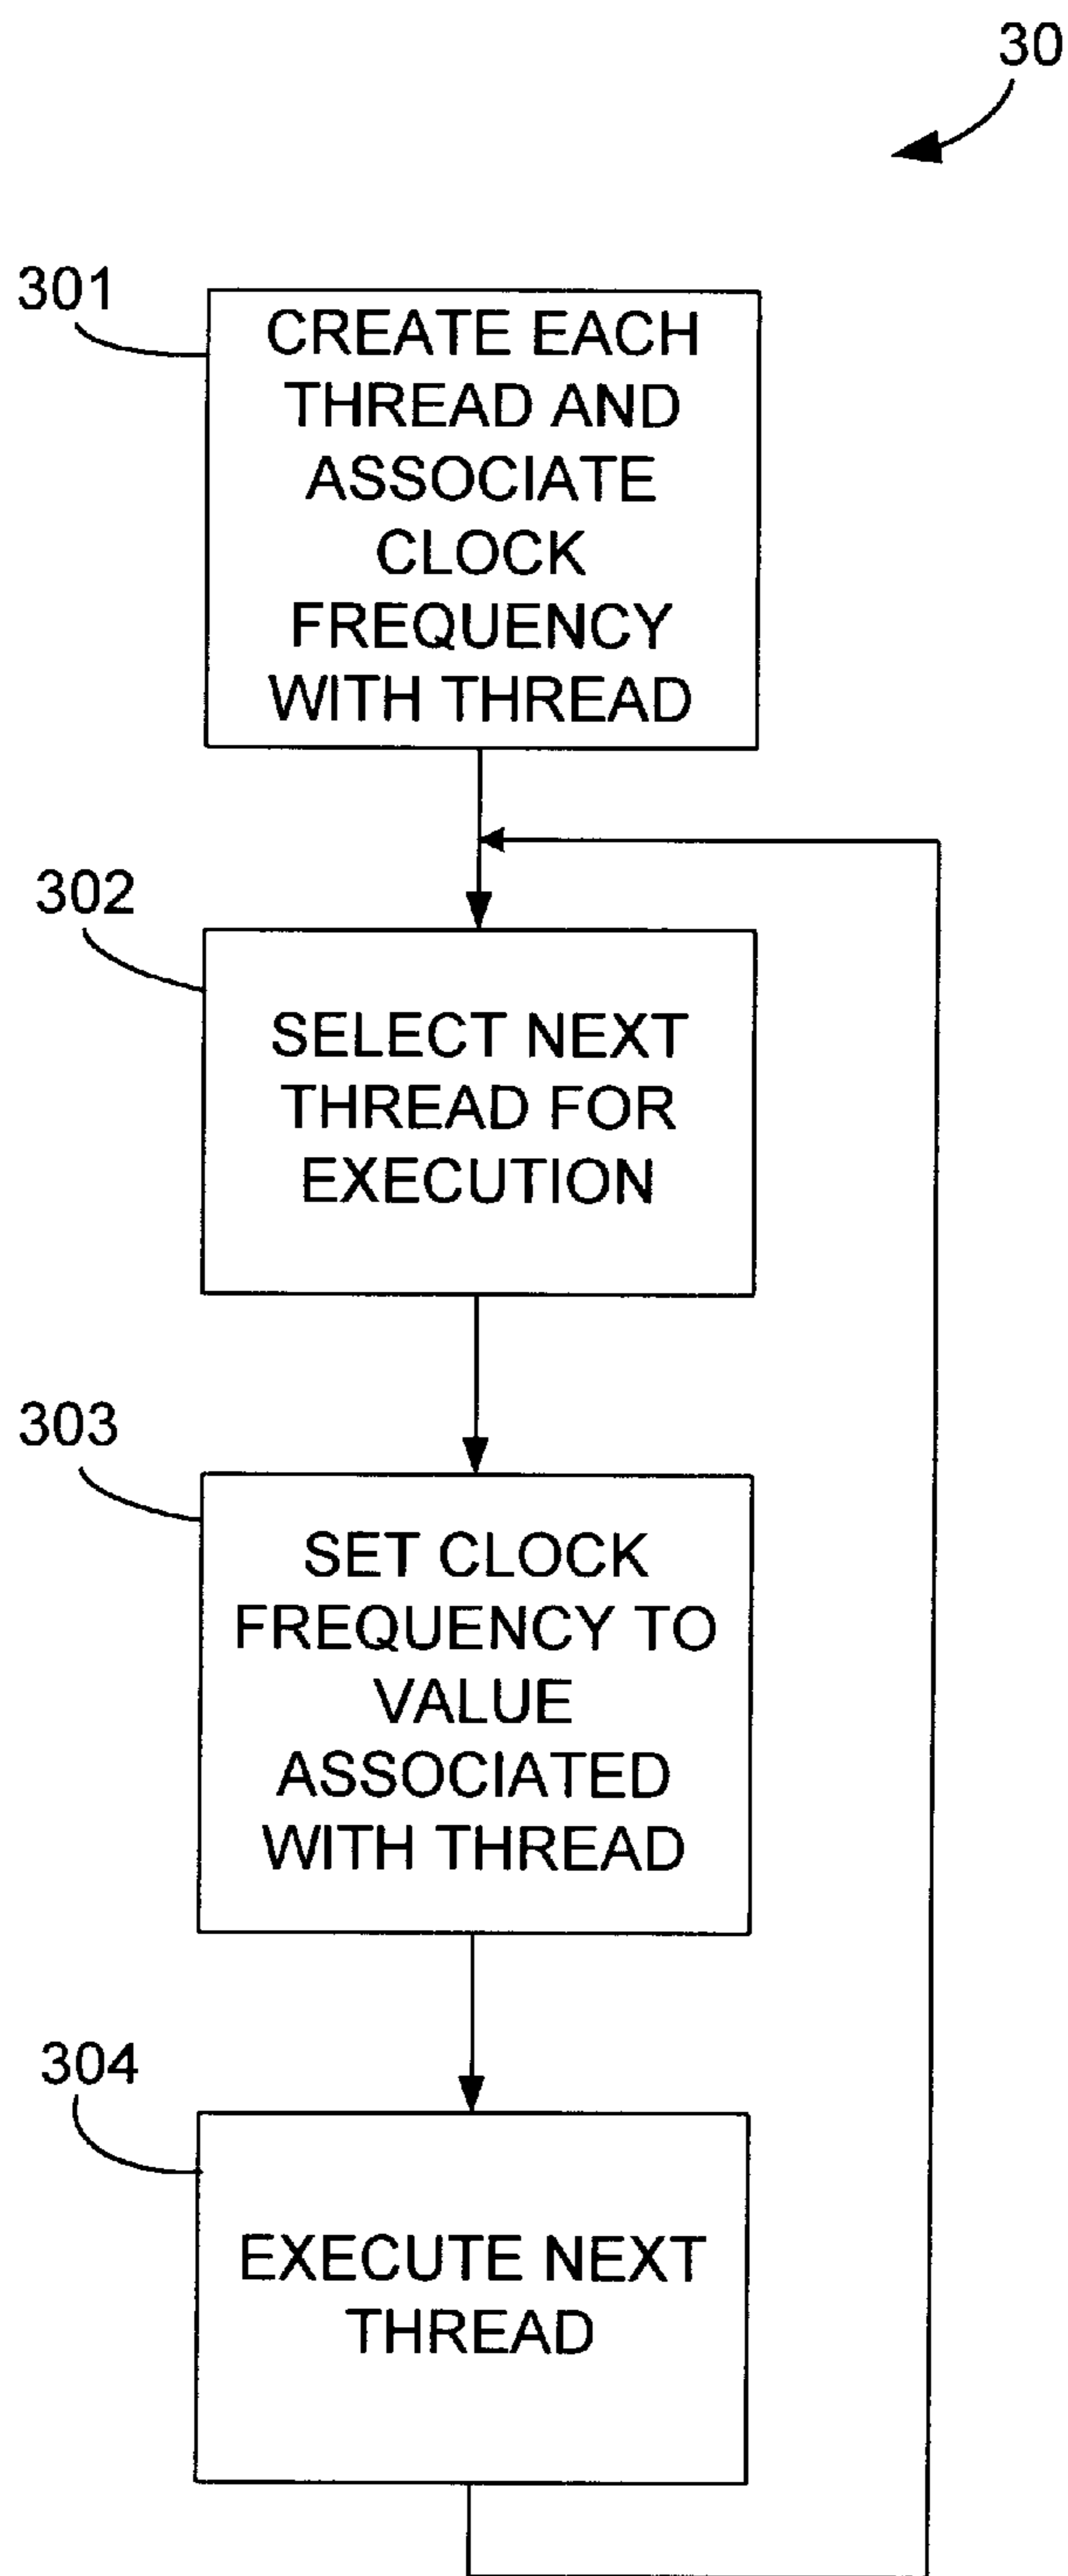 30
301
CREATE EACH
THREAD AND
ASSOCIATE
CLOCK
FREQUENCY
WITH THREAD
302
SELECT NEXT
THREAD FOR
EXECUTION
303
SET CLOCK
FREQUENCY TO
VALUE
ASSOCIATED
WITH THREAD
304
EXECUTE NEXT
THREAD